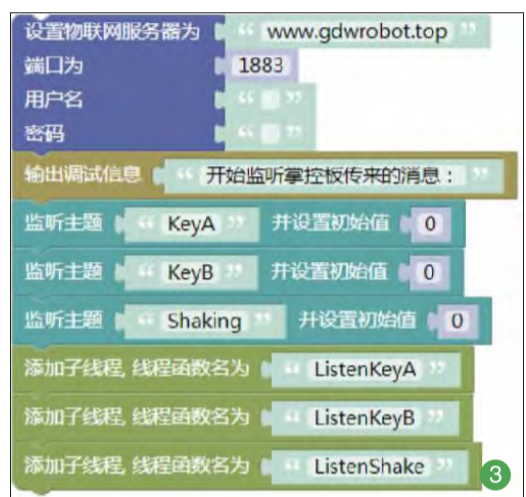 设置物联网服务器为 “ www.gdwrobot.top ”
端口为 1883
用户名 “ ”
密码 “ ”
输出调试信息 “ 开始监听掌控板传来的消息： ”
监听主题 “ KeyA ” 并设置初始值 0
监听主题 “ KeyB ” 并设置初始值 0
监听主题 “ Shaking ” 并设置初始值 0
添加子线程, 线程函数名为 “ ListenKeyA ”
添加子线程, 线程函数名为 “ ListenKeyB ”
添加子线程, 线程函数名为 “ ListenShake ”
3